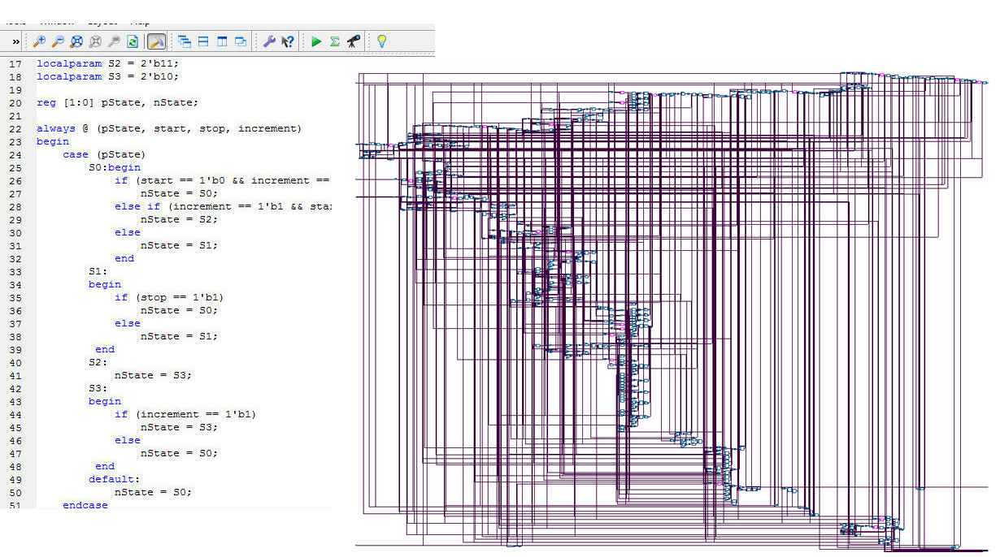 »
17 localparam S2 = 2'b11;
18 localparam S3 = 2'b10;
19
20 reg [1:0] pState, nState;
21
22 always @ (pState, start, stop, increment)
23 begin
24 case (pState)
25 S0:begin
26 if (start == 1'b0 && increment ==
27 nState = S0;
28 else if (increment == 1'b1 &&
29 nState = S2;
30 else
31 nState = S1;
32 end
33 S1:
34 begin
35 if (stop == 1'b1)
36 nState = S0;
37 else
38 nState = S1;
39 end
40 S2:
41 nState = S3;
42 S3:
43 begin
44 if (increment == 1'b1)
45 nState = S3;
46 else
47 nState = S0;
48 end
49 default:
50 nState = S0;
51 endcase